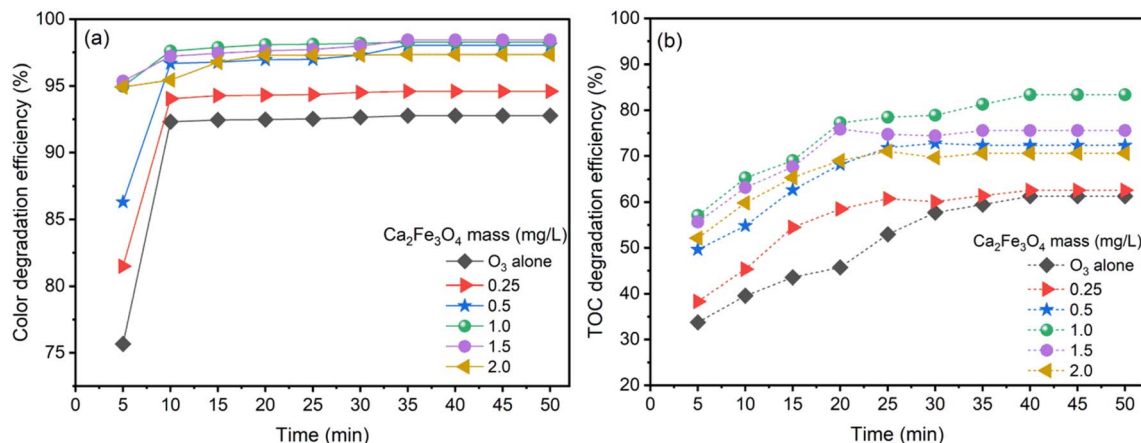 (a)
Color degradation efficiency (%)
100
95
90
85
80
75
Ca₂Fe₃O₄ mass (mg/L)
O₃ alone
0.25
0.5
1.0
1.5
2.0
0 5 10 15 20 25 30 35 40 45 50
Time (min)
(b)
TOC degradation efficiency (%)
100
90
80
70
60
50
40
30
20
Ca₂Fe₃O₄ mass (mg/L)
O₃ alone
0.25
0.5
1.0
1.5
2.0
0 5 10 15 20 25 30 35 40 45 50
Time (min)